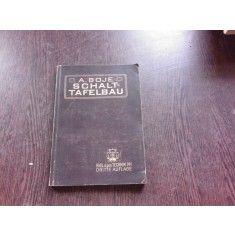 A. BOJE
SCHALT-
TAFELBAU
DRITTE AUFLAGE